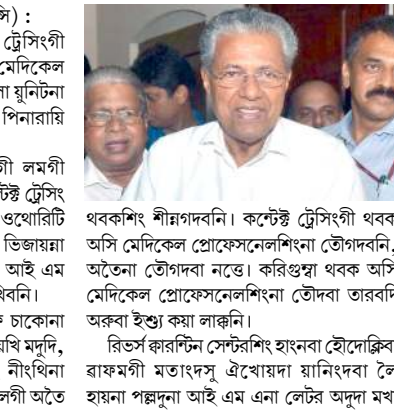 সি) :
ট্রেসিংগী
মেদিকেল
লা য়ুনিটনা
পিনারায়ি
গী লমগী
ন্টেক্ট ট্রেসিং
ওথোরিটি
ভিজায়ন্না
আই এম
খিবনি।
চাকোনা
য়খি মদুদি,
নীংথিনা
লগী অতৈ
থবকশিং শীন্নগদবনি। কন্টেক্ট ট্রেসিংগী থবক
অসি মেদিকেল প্রোফেসনেলশিংনা তৌগদবনি,
অতৈনা তৌগদবা নত্তে। করিগুম্বা থবক অসি
মেদিকেল প্রোফেসনেলশিংনা তৌদবা তারবদি
অরুবা ইশ্যু কয়া লাক্কনি।
রিভর্স ক্বারন্টিন সেন্টরশিং হাংনবা হৌদোক্লিবা
ৱাফমগী মতাংদসু ঐখোয়দা য়ানিংদবা লৈ
হায়না পল্লদুনা আই এম এনা লেটর অদুদা মখা